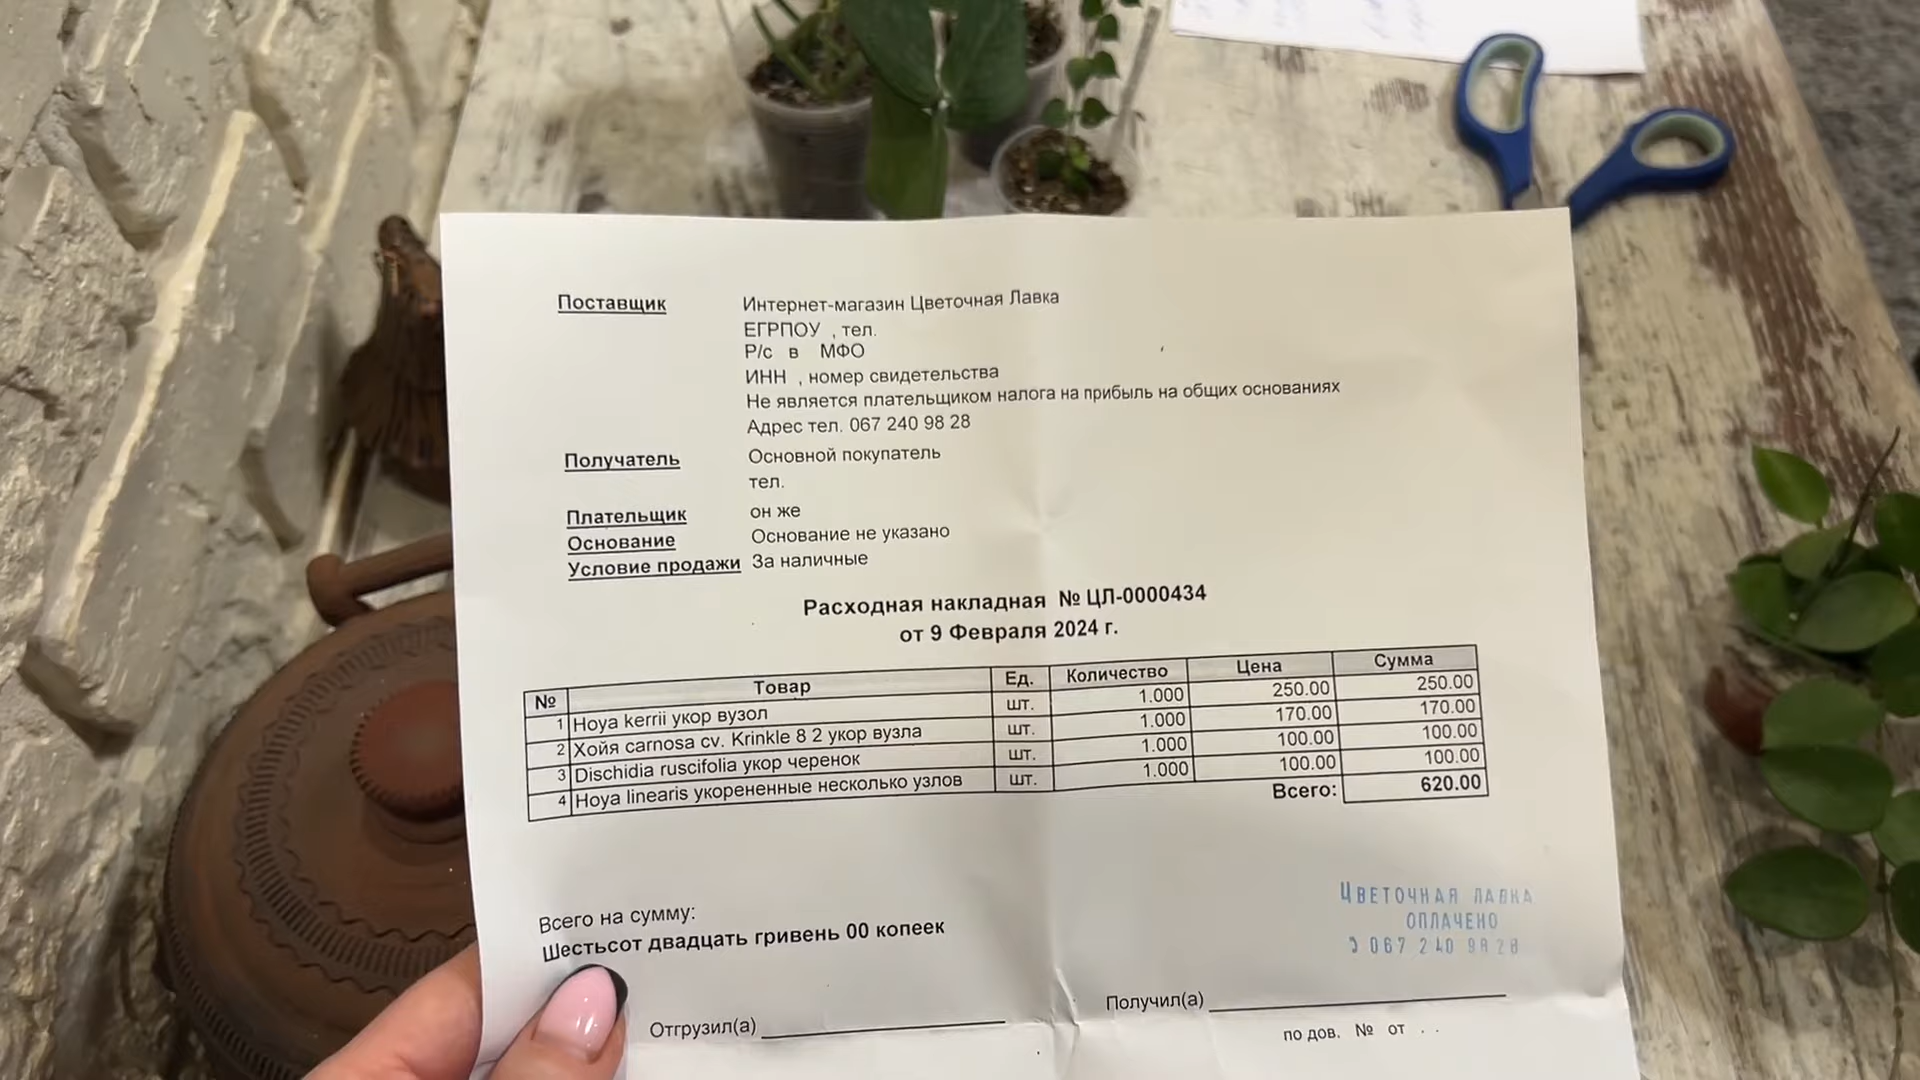 Поставщик Интернет-магазин Цветочная Лавка
ЕГРПОУ , тел.
Р/с в МФО
ИНН , номер свидетельства
Не является плательщиком налога на прибыль на общих основаниях
Адрес тел. 067 240 98 28
Получатель Основной покупатель
тел.
Плательщик он же
Основание Основание не указано
Условие продажи За наличные
Расходная накладная № ЦЛ-0000434
от 9 Февраля 2024 г.
№ Товар Ед. Количество Цена Сумма
1 Hoya kerrii укор вузол шт. 1.000 250.00 250.00
2 Хойя carnosa cv. Krinkle 8 2 укор вузла шт. 1.000 170.00 170.00
3 Dischidia ruscifolia укор черенок шт. 1.000 100.00 100.00
4 Hoya linearis укорененные несколько узлов шт. 1.000 100.00 100.00
Всего: 620.00
Всего на сумму:
Шестьсот двадцать гривень 00 копеек
Цветочная лавка
оплачено
067 240 98 28
Отгрузил(а)
Получил(а)
по дов. № от . .